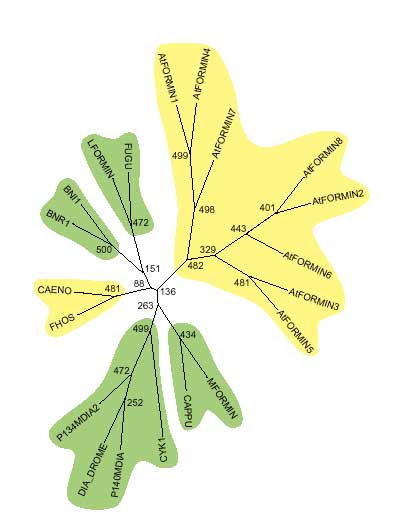 AtFORMIN1
AtFORMIN4
AtFORMIN7
499
498
AtFORMIN8
401
AtFORMIN2
443
329
482
AtFORMIN6
481
AtFORMIN3
AtFORMIN5
LFORMIN
FUGU
472
BNI1
BNR1
500
151
88
136
263
CAENO
481
FHOS
499
434
472
252
P134MDIA2
DIA_DROME
P140MDIA
CYK1
CAPPU
MFORMIN